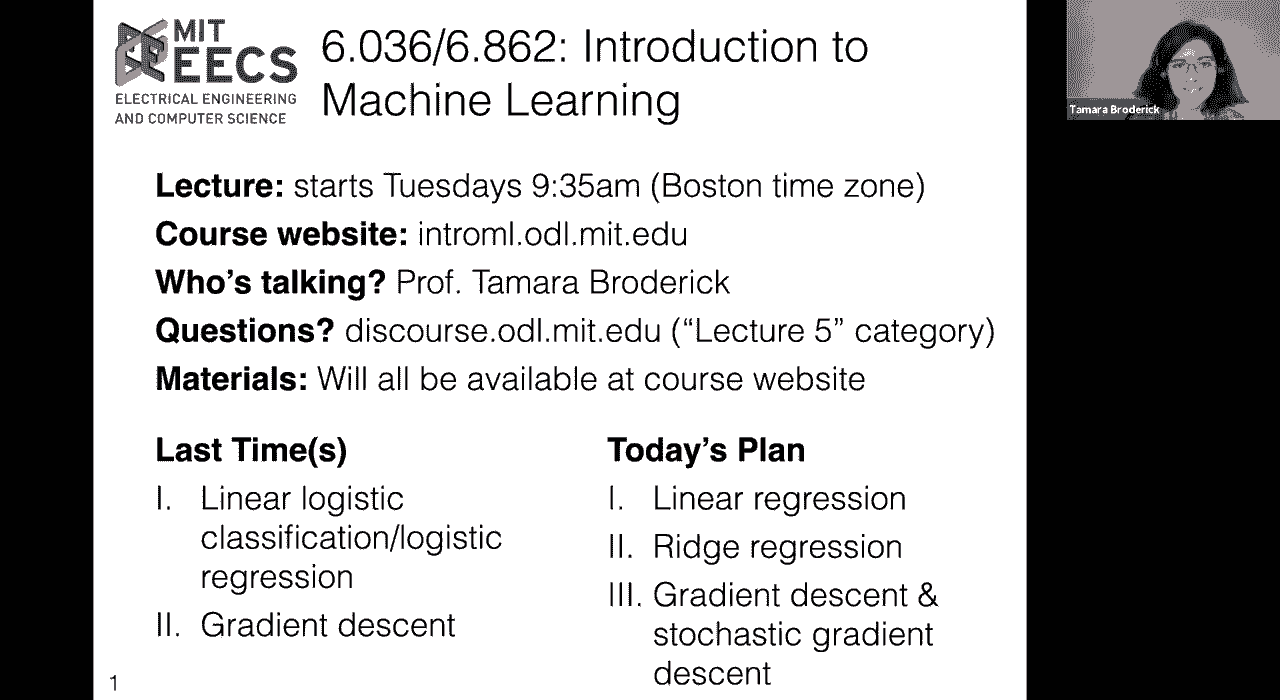 MIT
EECS
ELECTRICAL ENGINEERING
AND COMPUTER SCIENCE
6.036/6.862: Introduction to
Machine Learning
Tamara Broderick
Lecture: starts Tuesdays 9:35am (Boston time zone)
Course website: introml.odl.mit.edu
Who's talking? Prof. Tamara Broderick
Questions? discourse.odl.mit.edu (“Lecture 5” category)
Materials: Will all be available at course website
Last Time(s)
I. Linear logistic
classification/logistic
regression
II. Gradient descent
Today's Plan
I. Linear regression
II. Ridge regression
III. Gradient descent &
stochastic gradient
descent
1